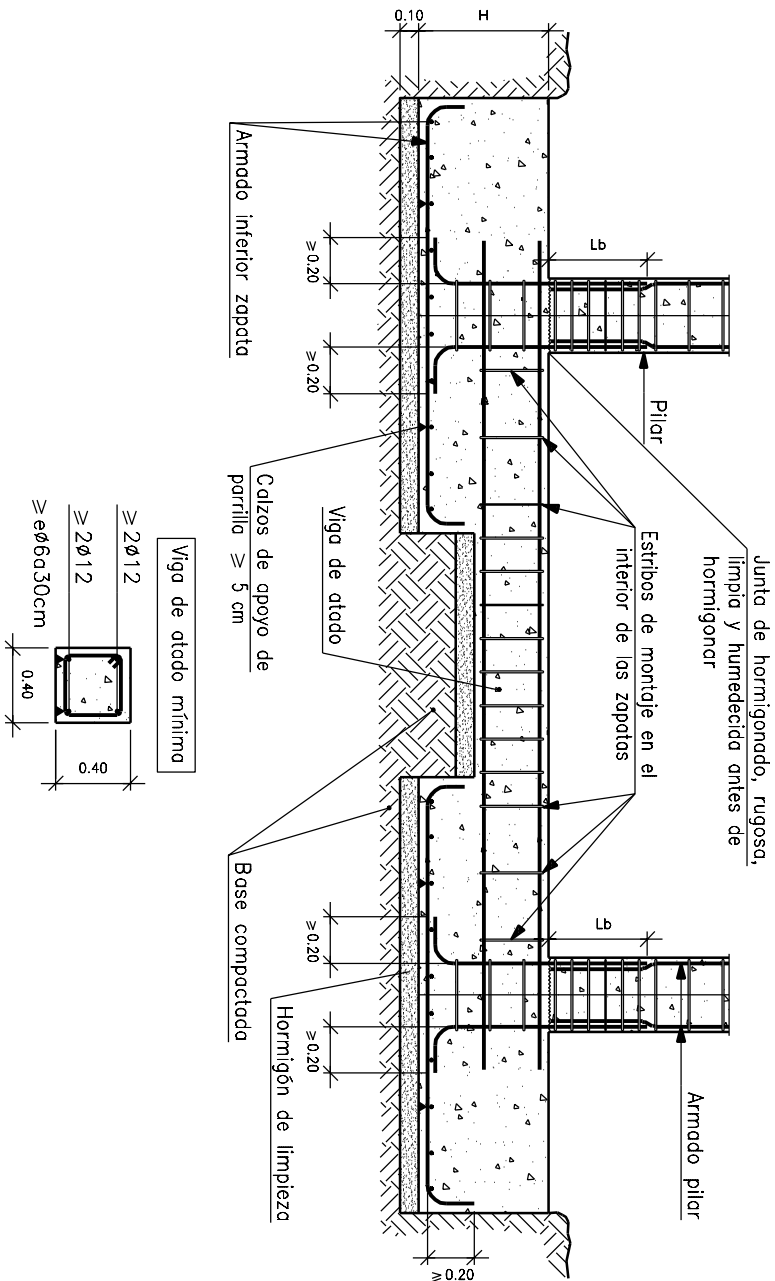 Junta de hormigonado, rugosa,
limpia y humedecida antes de
hormigonar
Pilar
Armado pilar
Estribos de montaje en el
interior de las zapatas
Lb
Lb
H
0.10
Viga de atado
≥0.20
≥0.20
≥0.20
≥0.20
≥0.20
Armado inferior zapata
Calzos de apoyo de
parrilla ≥ 5 cm
Base compactada
Hormigón de limpieza
Viga de atado mínima
≥ 2ø12
≥ 2ø12
≥ eø6a30cm
0.40
0.40